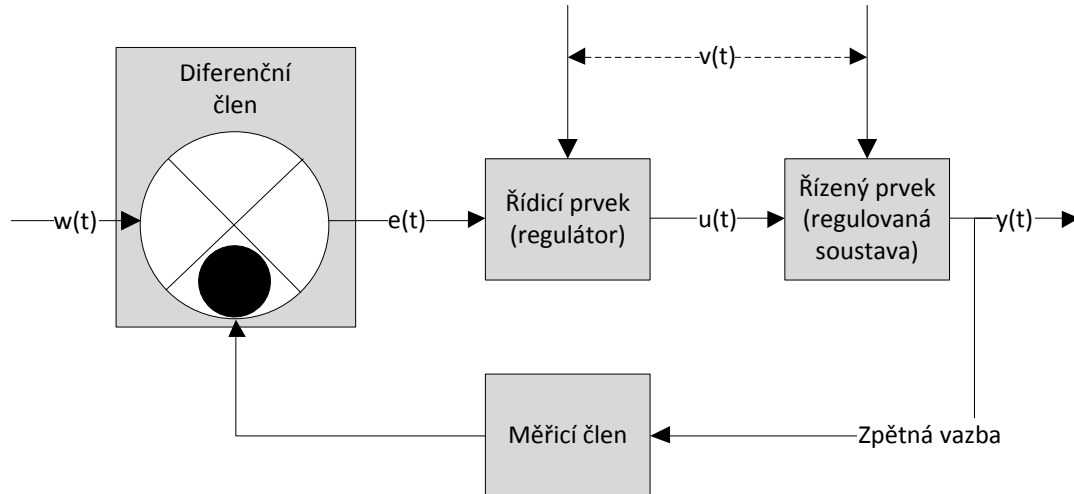 Diferenční
člen
v(t)
w(t)
e(t)
Řídicí prvek
(regulátor)
u(t)
Řízený prvek
(regulovaná
soustava)
y(t)
Měřicí člen
Zpětná vazba